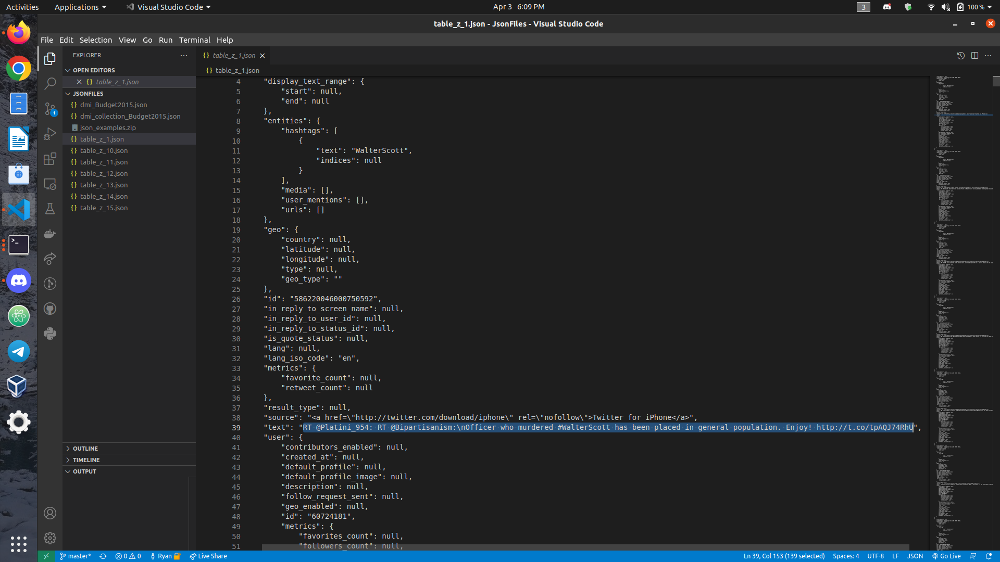 Activities Applications Visual Studio Code Apr 3 6:09 PM 3 100 %
table_z_1.json - JsonFiles - Visual Studio Code
File Edit Selection View Go Run Terminal Help
EXPLORER
OPEN EDITORS
table_z_1.json
JSONFILES
dmi_Budget2015.json
dmi_collection_Budget2015.json
json_examples.zip
table_z_1.json
table_z_10.json
table_z_11.json
table_z_12.json
table_z_13.json
table_z_14.json
table_z_15.json
OUTLINE
TIMELINE
OUTPUT
1
table_z_1.json
table_z_1.json
4 "display_text_range": {
5 "start": null,
6 "end": null
7 },
8 "entities": {
9 "hashtags": [
10 {
11 "text": "WalterScott",
12 "indices": null
13 }
14 ],
15 "media": [],
16 "user_mentions": [],
17 "urls": []
18 },
19 "geo": {
20 "country": null,
21 "latitude": null,
22 "longitude": null,
23 "type": null,
24 "geo_type": ""
25 },
26 "id": "586220046000750592",
27 "in_reply_to_screen_name": null,
28 "in_reply_to_user_id": null,
29 "in_reply_to_status_id": null,
30 "is_quote_status": null,
31 "lang": null,
32 "lang_iso_code": "en",
33 "metrics": {
34 "favorite_count": null,
35 "retweet_count": null
36 },
37 "result_type": null,
38 "source": "<a href=\"http://twitter.com/download/iphone\" rel=\"nofollow\">Twitter for iPhone</a>",
39 "text": "RT @Platini_954: RT @Bipartisanism:\nOfficer who murdered #WalterScott has been placed in general population. Enjoy! http://t.co/tpAQJ74RhU",
40 "user": {
41 "contributors_enabled": null,
42 "created_at": null,
43 "default_profile": null,
44 "default_profile_image": null,
45 "description": null,
46 "follow_request_sent": null,
47 "geo_enabled": null,
48 "id": "60724181",
49 "metrics": {
50 "favorites_count": null,
51 "followers_count": null,
master* 0 0 Ryan Live Share Ln 39, Col 153 (139 selected) Spaces: 4 UTF-8 LF JSON Go Live